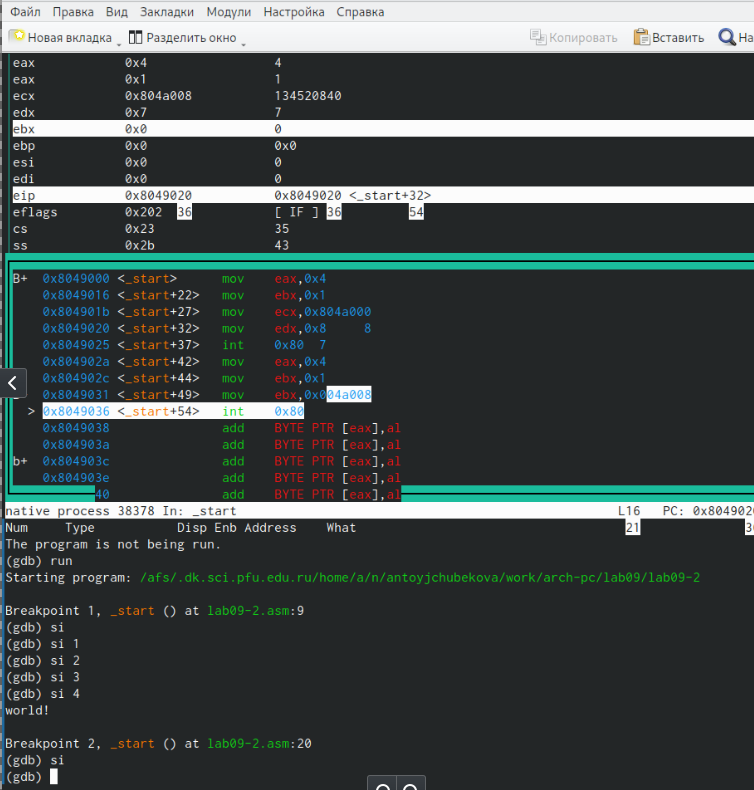 Файл Правка Вид Закладки Модули Настройка Справка
Новая вкладка Разделить окно Копировать Вставить На
eax 0x4 4
eax 0x1 1
ecx 0x804a008 134520840
edx 0x7 7
ebx 0x0 0
ebp 0x0 0x0
esi 0x0 0
edi 0x0 0
eip 0x8049020 0x8049020 <_start+32>
eflags 0x202 36 [ IF ] 36 54
cs 0x23 35
ss 0x2b 43
B+ 0x8049000 <_start> mov eax,0x4
0x8049016 <_start+22> mov ebx,0x1
0x804901b <_start+27> mov ecx,0x804a000
0x8049020 <_start+32> mov edx,0x8 8
0x8049025 <_start+37> int 0x80 7
0x804902a <_start+42> mov eax,0x4
0x804902c <_start+44> mov ebx,0x1
0x8049031 <_start+49> mov ebx,0x004a008
> 0x8049036 <_start+54> int 0x80
0x8049038 add BYTE PTR [eax],al
0x804903a add BYTE PTR [eax],al
b+ 0x804903c add BYTE PTR [eax],al
0x804903e add BYTE PTR [eax],al
40 add BYTE PTR [eax],al
native process 38378 In: _start L16 PC: 0x804902
Num Type Disp Enb Address What 21 3
The program is not being run.
(gdb) run
Starting program: /afs/.dk.sci.pfu.edu.ru/home/a/n/antoyjchubekova/work/arch-pc/lab09/lab09-2
Breakpoint 1, _start () at lab09-2.asm:9
(gdb) si
(gdb) si 1
(gdb) si 2
(gdb) si 3
(gdb) si 4
world!
Breakpoint 2, _start () at lab09-2.asm:20
(gdb) si
(gdb)